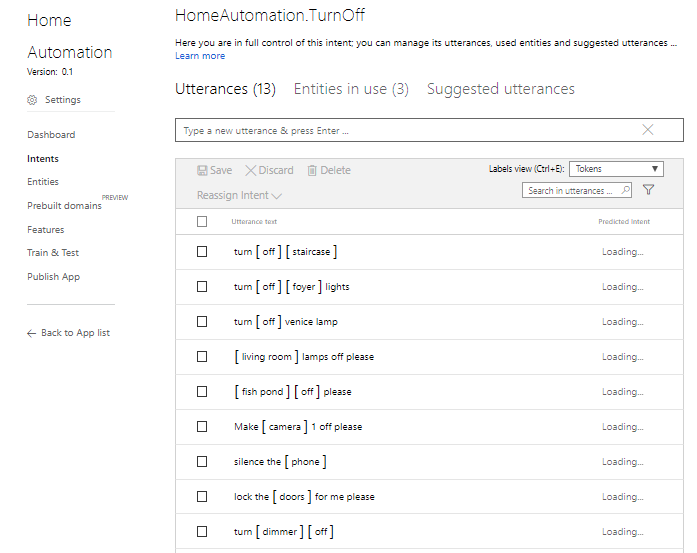 Home
Automation
Version: 0.1
Settings
Dashboard
Intents
Entities
Prebuilt domains PREVIEW
Features
Train & Test
Publish App
Back to App list
HomeAutomation.TurnOff
Here you are in full control of this intent; you can manage its utterances, used entities and suggested utterances ...
Learn more
Utterances (13) Entities in use (3) Suggested utterances
Type a new utterance & press Enter ...
Save Discard Delete Labels view (Ctrl+E): Tokens
Reassign Intent Search in utterances ...
Utterance text Predicted Intent
turn [ off ] [ staircase ] Loading...
turn [ off ] [ foyer ] lights Loading...
turn [ off ] venice lamp Loading...
[ living room ] lamps off please Loading...
[ fish pond ] [ off ] please Loading...
Make [ camera ] 1 off please Loading...
silence the [ phone ] Loading...
lock the [ doors ] for me please Loading...
turn [ dimmer ] [ off ] Loading...